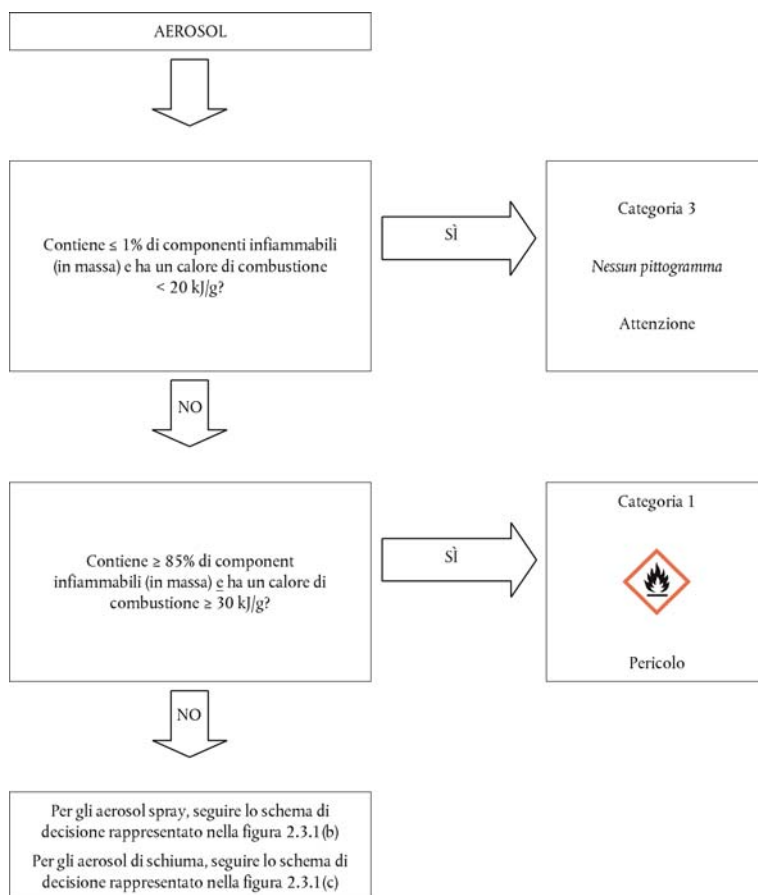 AEROSOL
Contiene ≤ 1% di componenti infiammabili
(in massa) e ha un calore di combustione
< 20 kJ/g?
SÌ
Categoria 3
Nessun pittogramma
Attenzione
NO
Contiene ≥ 85% di component
infiammabili (in massa) e ha un calore di
combustione ≥ 30 kJ/g?
SÌ
Categoria 1
Pericolo
NO
Per gli aerosol spray, seguire lo schema di
decisione rappresentato nella figura 2.3.1(b)
Per gli aerosol di schiuma, seguire lo schema di
decisione rappresentato nella figura 2.3.1(c)